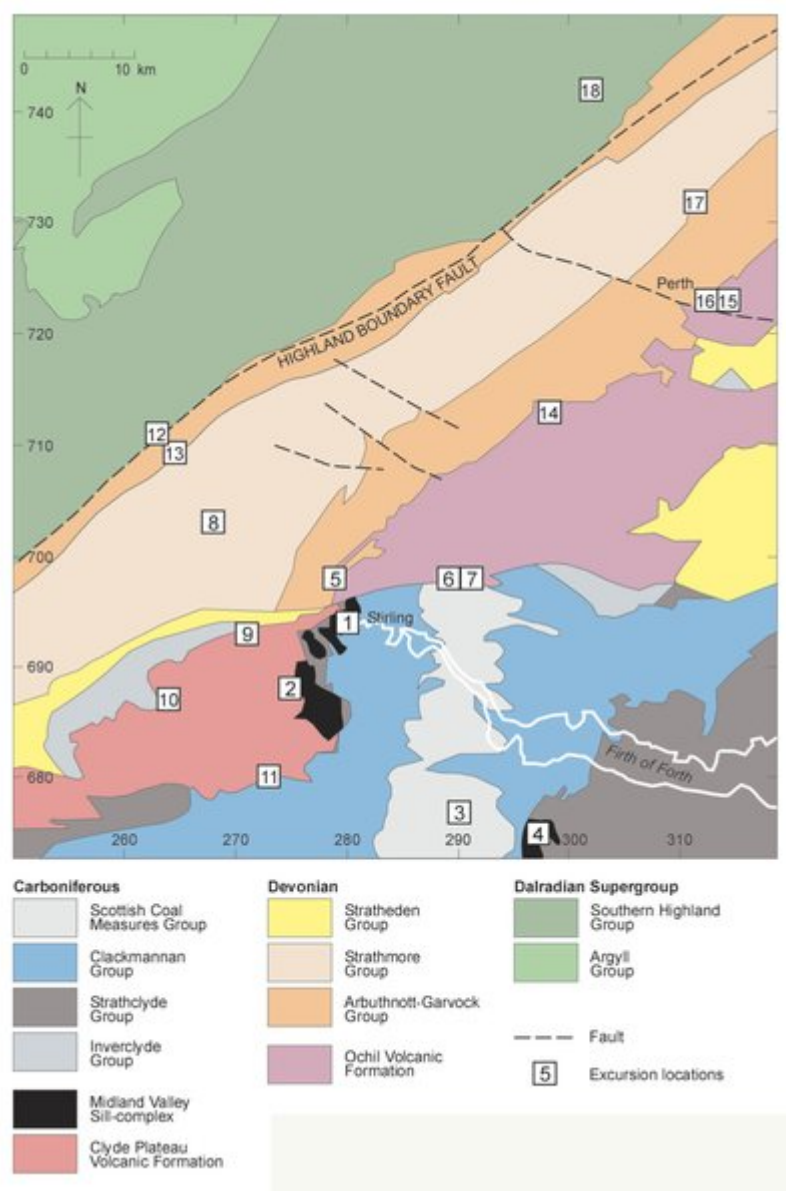 0 10 km
N
740
18
730
17
HIGHLAND BOUNDARY FAULT
Perth
16 15
720
14
12
13
710
8
700
5
6 7
1
Stirling
9
690
2
10
Firth of Forth
11
680
3
4
260 270 280 290 300 310
Carboniferous
Scottish Coal
Measures Group
Clackmannan
Group
Strathclyde
Group
Inverclyde
Group
Midland Valley
Sill-complex
Clyde Plateau
Volcanic Formation
Devonian
Stratheden
Group
Strathmore
Group
Arbuthnott-Garvock
Group
Ochil Volcanic
Formation
Dalradian Supergroup
Southern Highland
Group
Argyll
Group
Fault
5 Excursion locations